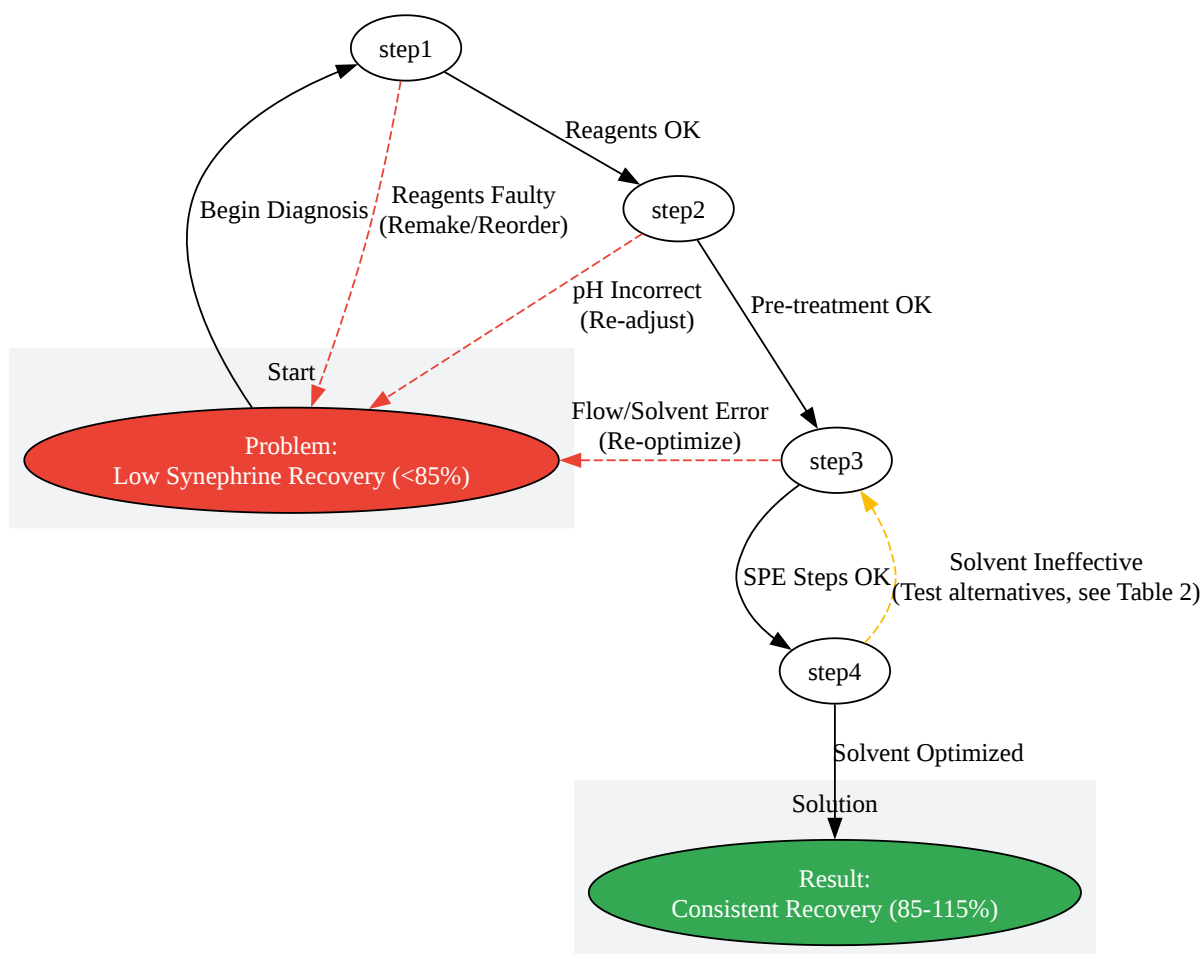 step1
Reagents OK
Begin Diagnosis
Reagents Faulty
(Remake/Reorder)
step2
pH Incorrect
(Re-adjust)
Pre-treatment OK
Start
Problem:
Low Synephrine Recovery (<85%)
Flow/Solvent Error
(Re-optimize)
step3
SPE Steps OK
Solvent Ineffective
(Test alternatives, see Table 2)
step4
Solvent Optimized
Solution
Result:
Consistent Recovery (85-115%)